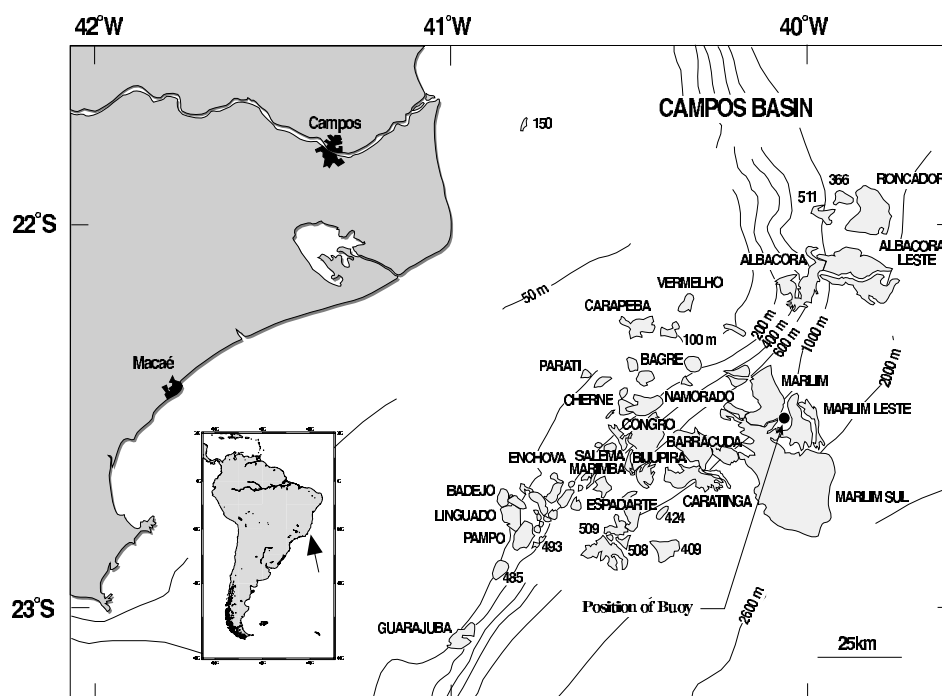 42°W
41°W
40°W
CAMPOS BASIN
Campos
150
366
RONCADOR
511
22°S
ALBACORA
LESTE
ALBACORA
50 m
VERMELHO
CARAPEBA
100 m
200 m
400 m
600 m
1000 m
2000 m
Macaé
PARATI
BAGRE
MARLIM
CHERNE
NAMORADO
MARLIM LESTE
CONGRO
BARRACUDA
ENCHOVA
SALEMA
BIJUPIRA
MARIMBA
BADEJO
ESPADARTE
CARATINGA
MARLIM SUL
LINGUADO
424
509
PAMPO
493
508
409
485
23°S
Position of Buoy
2600 m
GUARAJUBA
25km